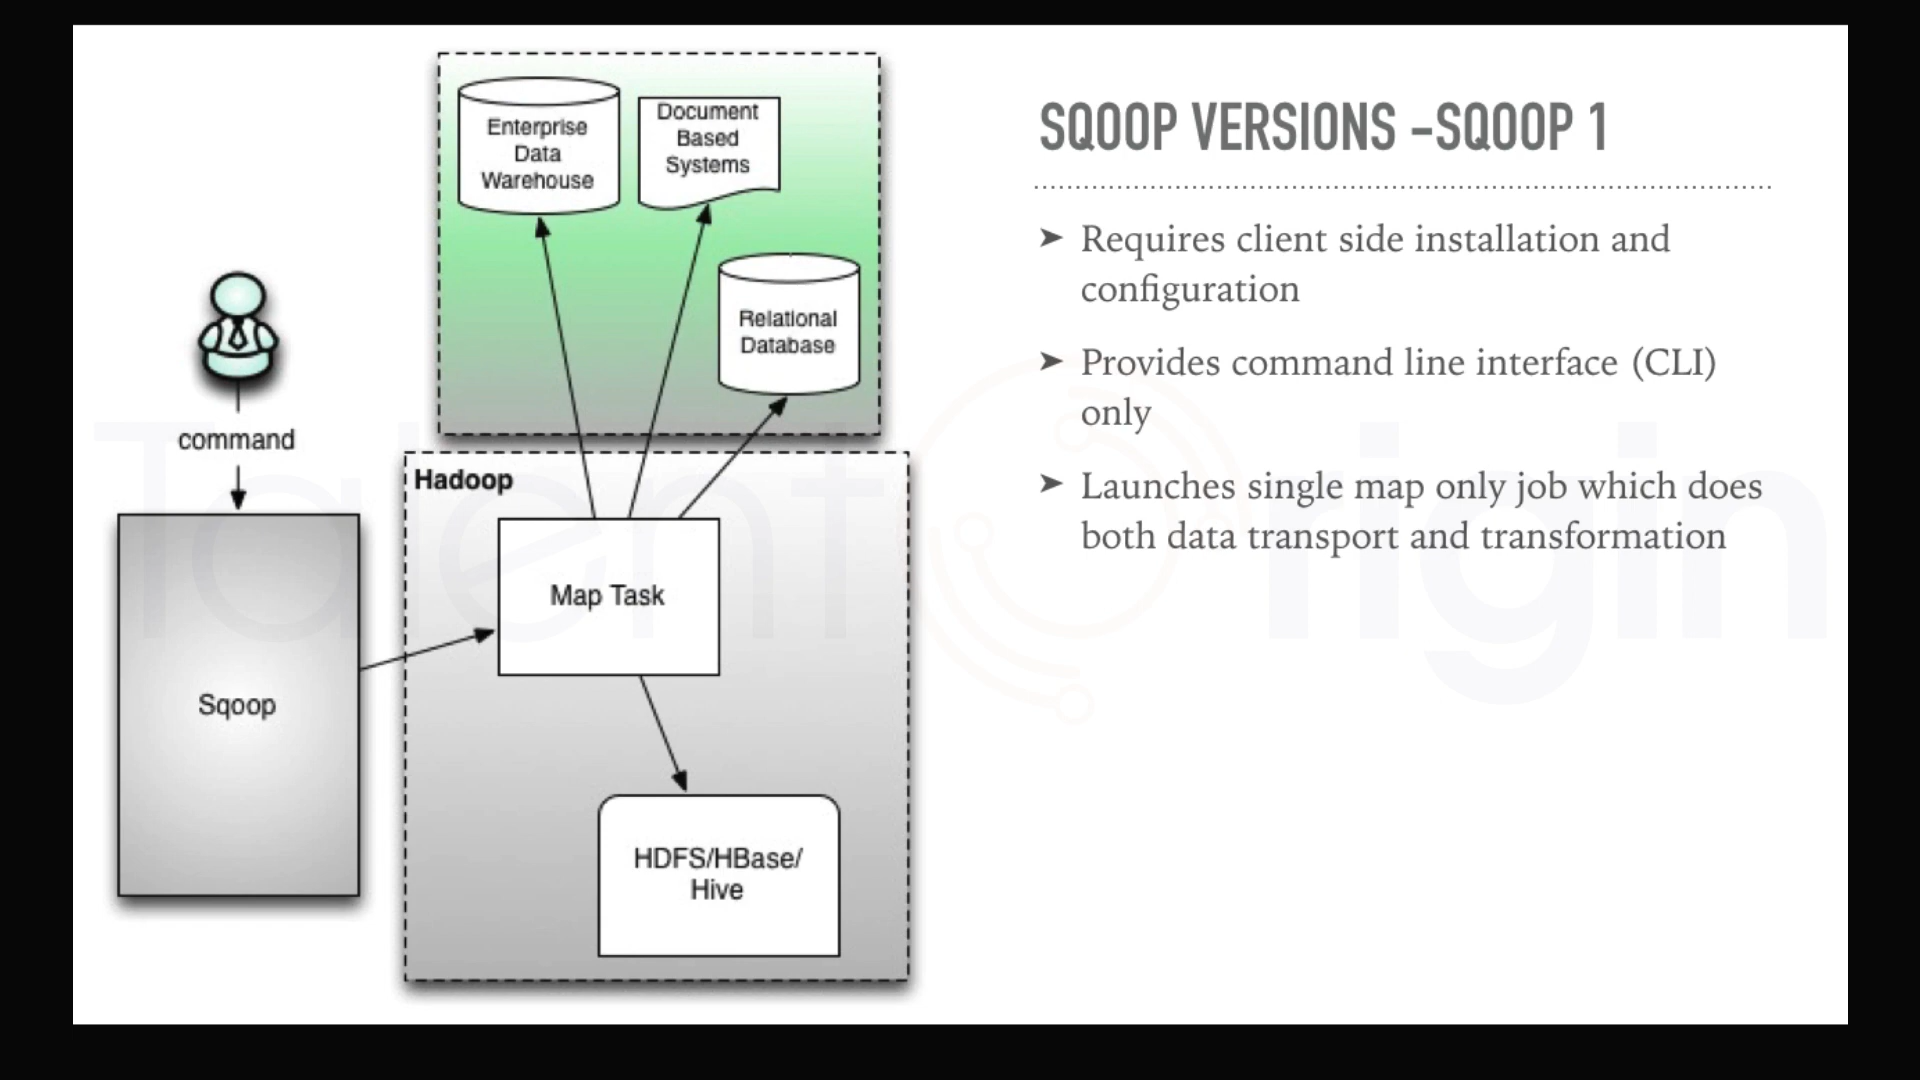 Enterprise
Data
Warehouse
Document
Based
Systems
Relational
Database
command
Hadoop
Map Task
Sqoop
HDFS/HBase/
Hive
SQOOP VERSIONS -SQOOP 1
➤ Requires client side installation and
configuration
➤ Provides command line interface (CLI)
only
➤ Launches single map only job which does
both data transport and transformation
Talent Origin